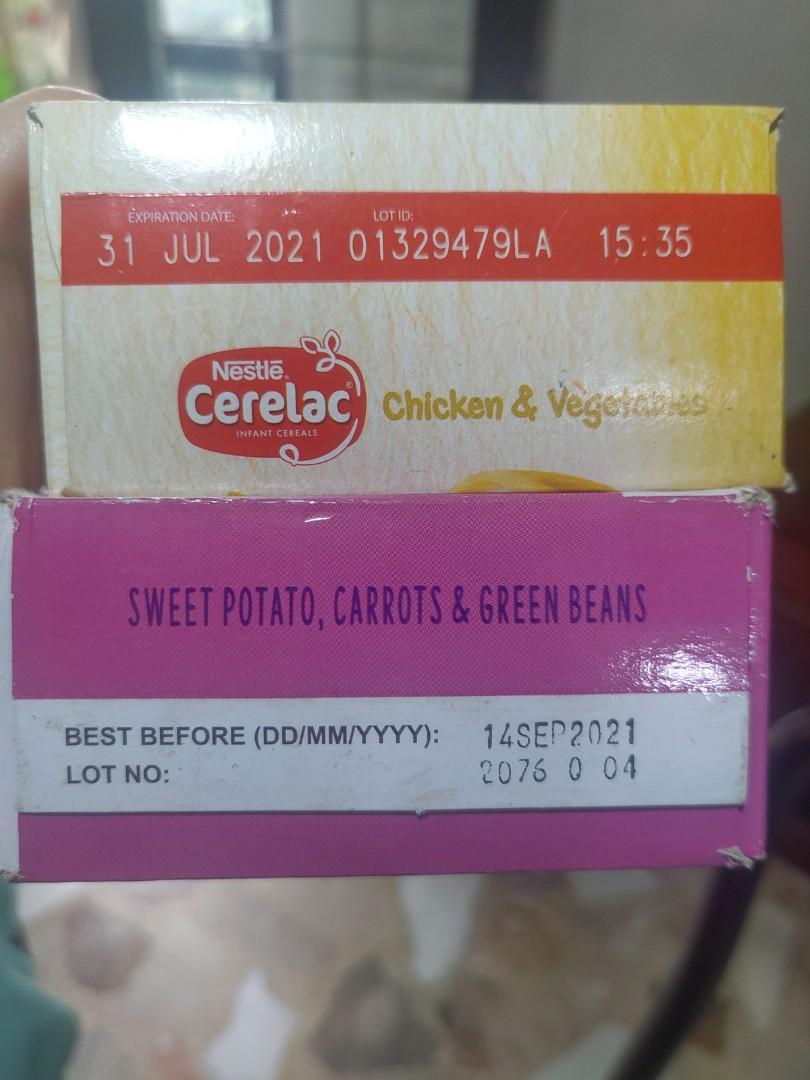 EXPIRATION DATE: LOT ID:
31 JUL 2021 01329479LA 15:35
Nestlé®
Cerelac®
INFANT CEREALS
Chicken & Vegetables
SWEET POTATO, CARROTS & GREEN BEANS
BEST BEFORE (DD/MM/YYYY): 14SEP2021
LOT NO: 2076 0 04